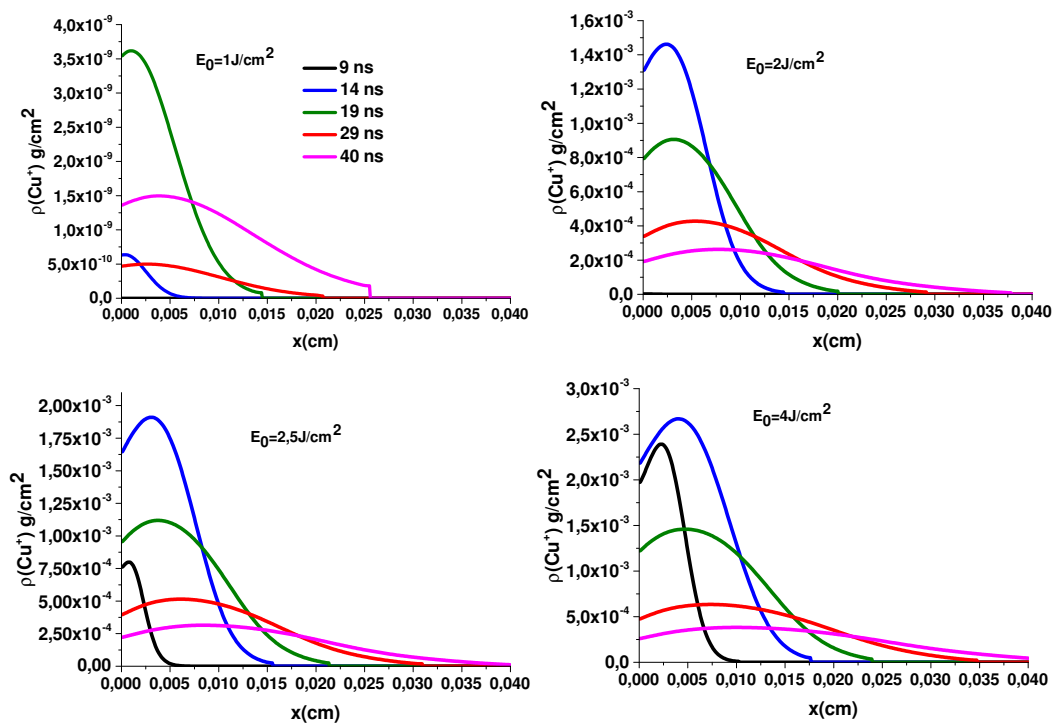 4,0x10⁻⁹
3,5x10⁻⁹
3,0x10⁻⁹
2,5x10⁻⁹
2,0x10⁻⁹
1,5x10⁻⁹
1,0x10⁻⁹
5,0x10⁻¹⁰
0,0
ρ(Cu⁺) g/cm²
E₀=1J/cm²
9 ns
14 ns
19 ns
29 ns
40 ns
0,000 0,005 0,010 0,015 0,020 0,025 0,030 0,035 0,040
x(cm)
1,6x10⁻³
1,4x10⁻³
1,2x10⁻³
1,0x10⁻³
8,0x10⁻⁴
6,0x10⁻⁴
4,0x10⁻⁴
2,0x10⁻⁴
0,0
ρ(Cu⁺) g/cm²
E₀=2J/cm²
0,000 0,005 0,010 0,015 0,020 0,025 0,030 0,035 0,040
x(cm)
2,00x10⁻³
1,75x10⁻³
1,50x10⁻³
1,25x10⁻³
1,00x10⁻³
7,50x10⁻⁴
5,00x10⁻⁴
2,50x10⁻⁴
0,00
ρ(Cu⁺) g/cm²
E₀=2,5J/cm²
0,000 0,005 0,010 0,015 0,020 0,025 0,030 0,035 0,040
x(cm)
3,0x10⁻³
2,5x10⁻³
2,0x10⁻³
1,5x10⁻³
1,0x10⁻³
5,0x10⁻⁴
0,0
ρ(Cu⁺) g/cm²
E₀=4J/cm²
0,000 0,005 0,010 0,015 0,020 0,025 0,030 0,035 0,040
x(cm)